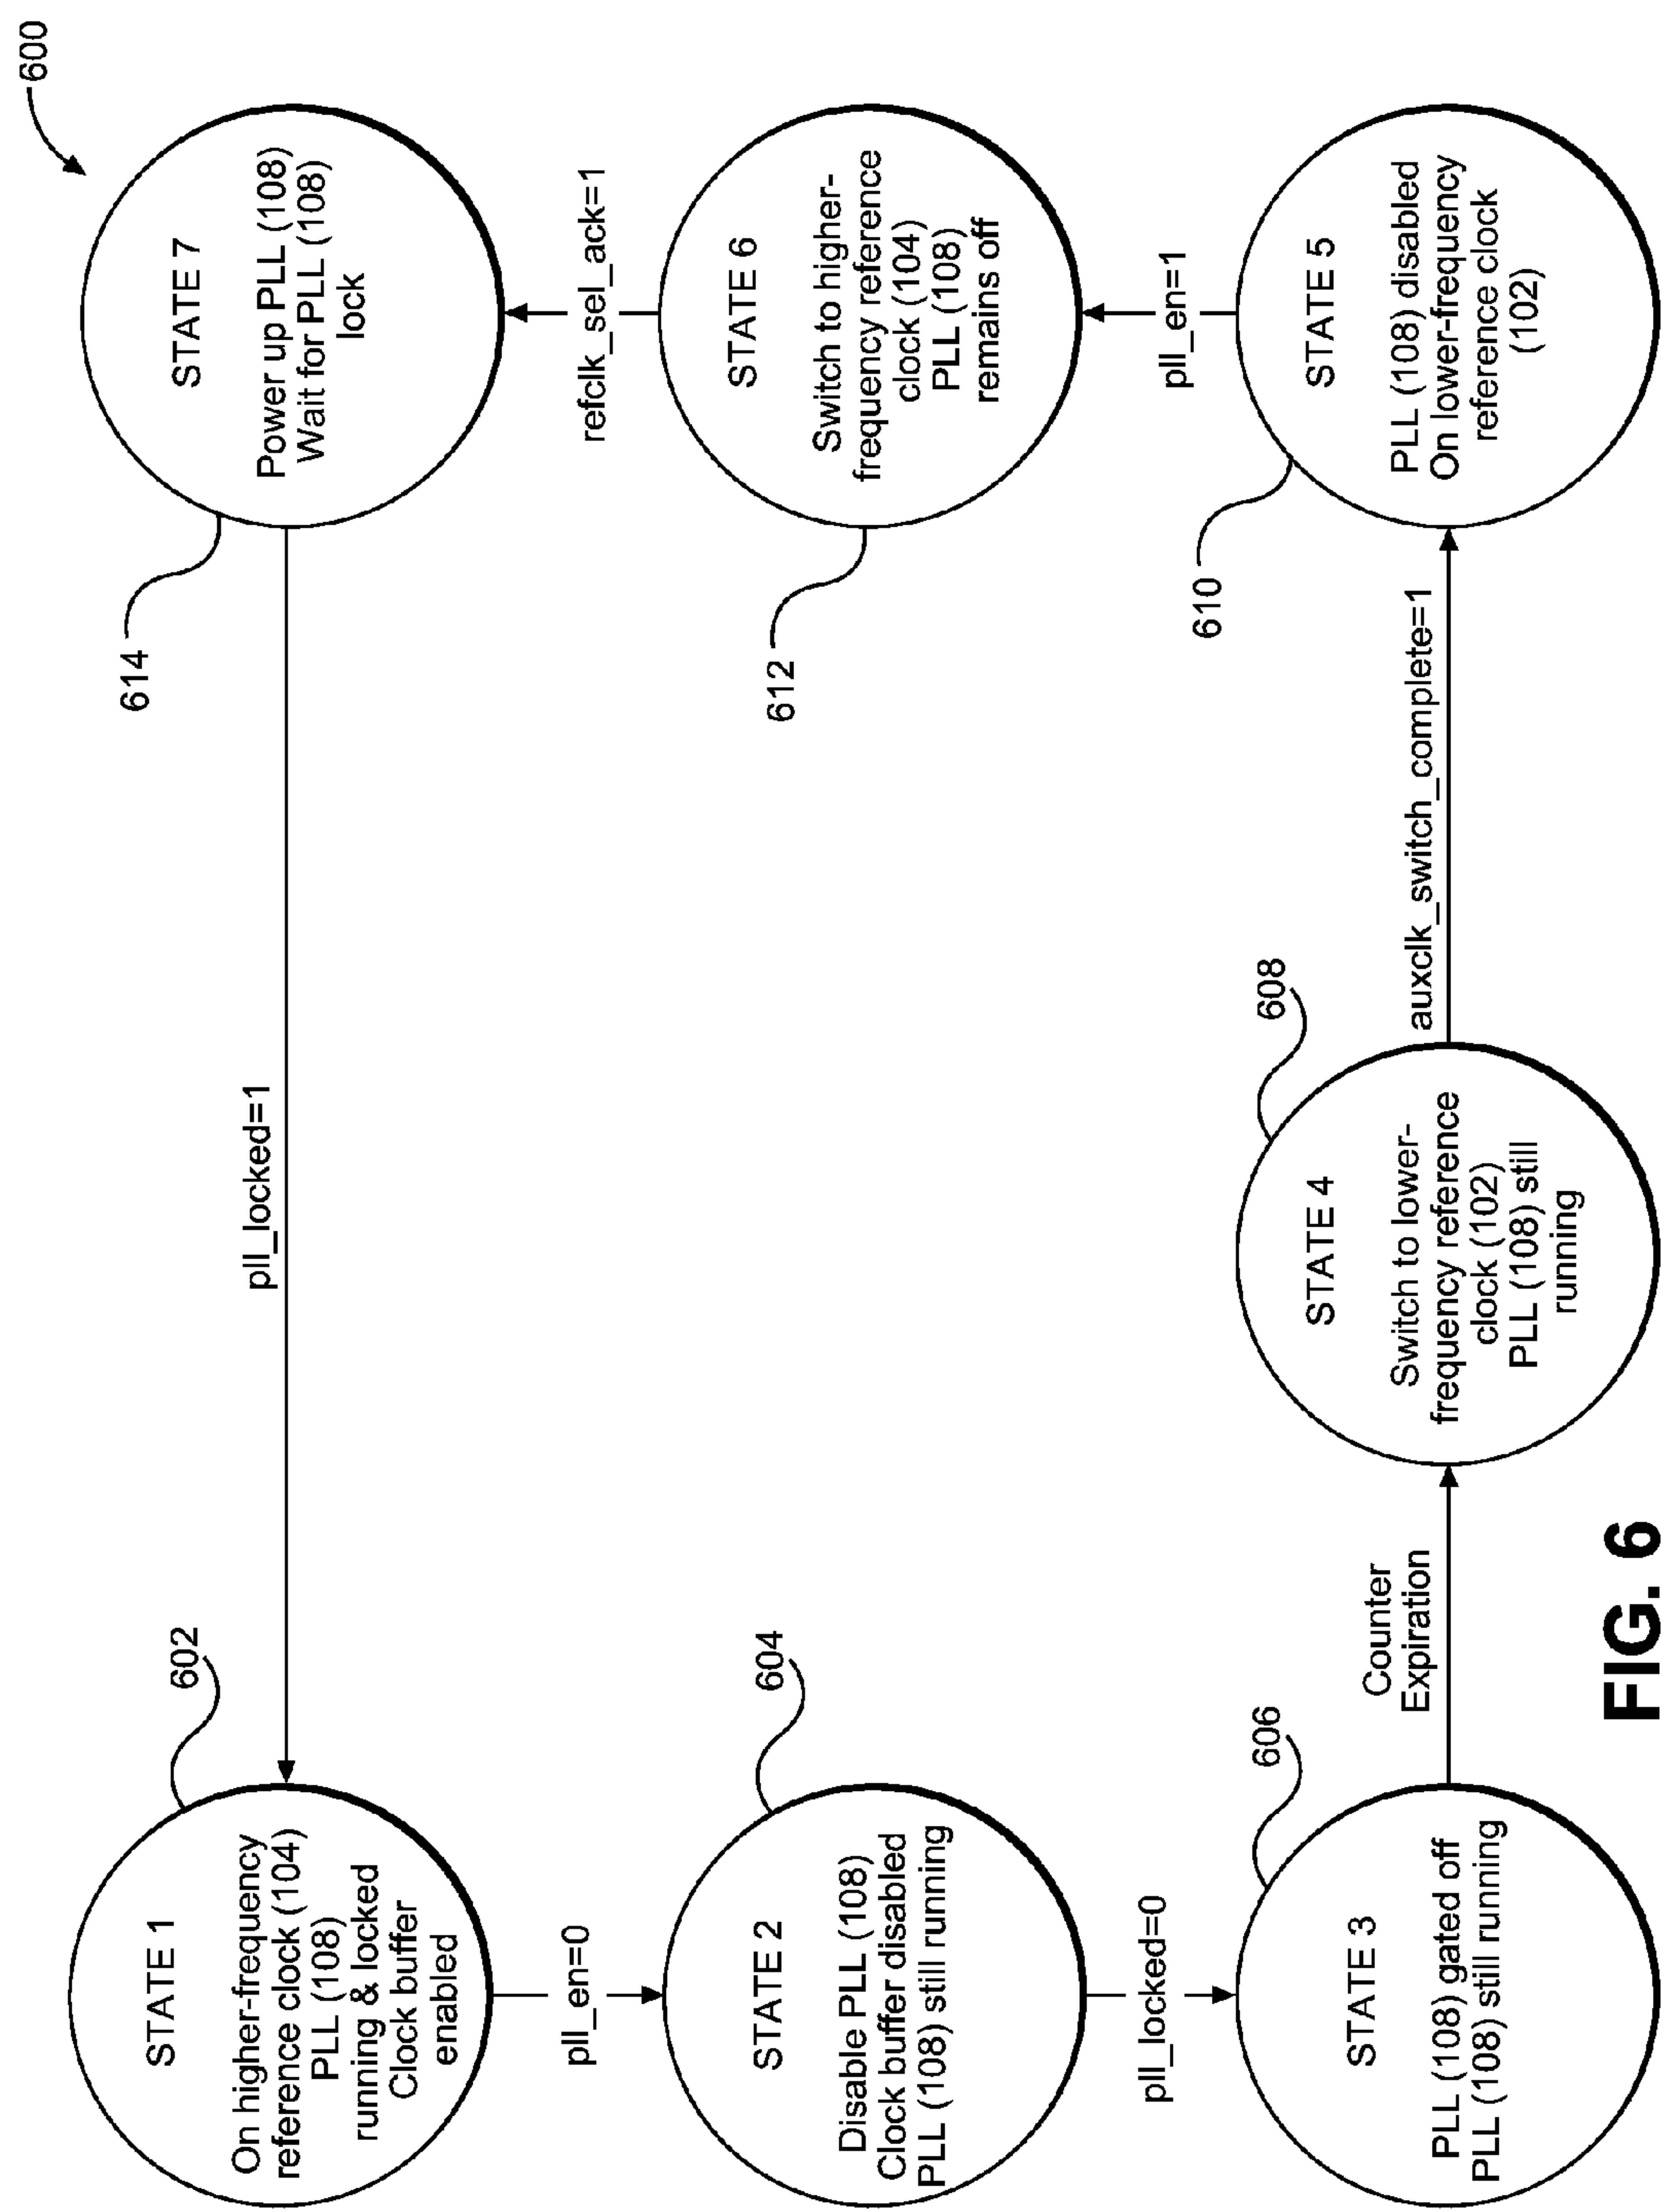 600
STATE 1
On higher-frequency
reference clock (104)
PLL (108)
running & locked
Clock buffer
enabled
602
pll_en=0
STATE 2
Disable PLL (108)
Clock buffer disabled
PLL (108) still running
604
pll_locked=0
STATE 3
PLL (108) gated off
PLL (108) still running
606
Counter
Expiration
STATE 4
Switch to lower-
frequency reference
clock (102)
PLL (108) still
running
608
auxclk_switch_complete=1
STATE 5
PLL (108) disabled
On lower-frequency
reference clock
(102)
610
pll_en=1
STATE 6
Switch to higher-
frequency reference
clock (104)
PLL (108)
remains off
612
refclk_sel_ack=1
STATE 7
Power up PLL (108)
Wait for PLL (108)
lock
614
pll_locked=1
FIG. 6